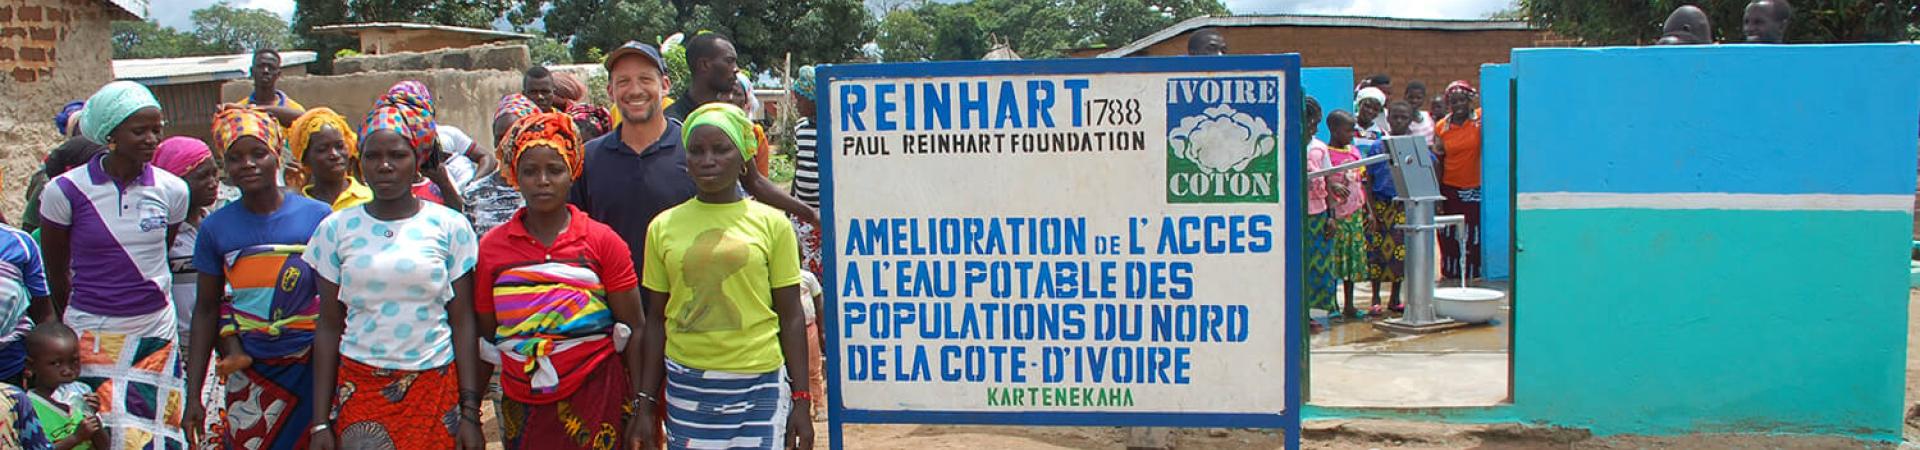 REINHART 1788
PAUL REINHART FOUNDATION
IVOIRE
COTON
AMELIORATION DE L'ACCES
A L'EAU POTABLE DES
POPULATIONS DU NORD
DE LA COTE-D'IVOIRE
KARTENEKAHA